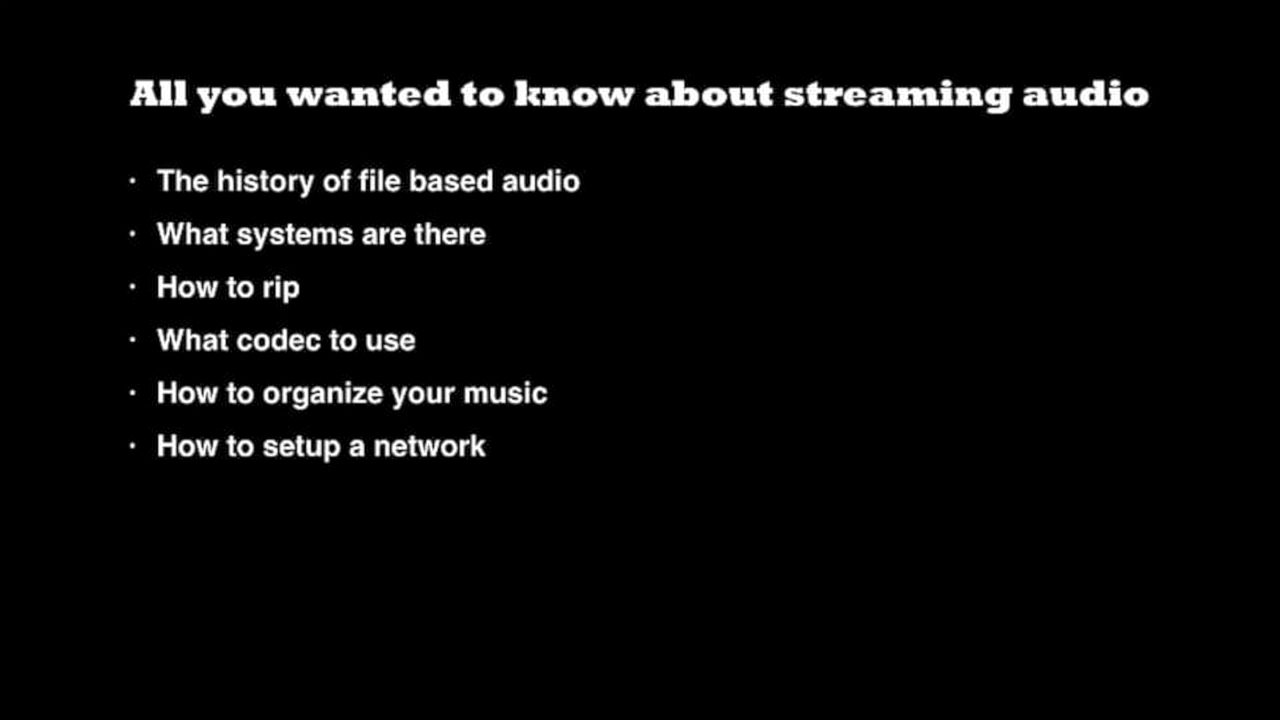 All you wanted to know about streaming audio
· The history of file based audio
· What systems are there
· How to rip
· What codec to use
· How to organize your music
· How to setup a network